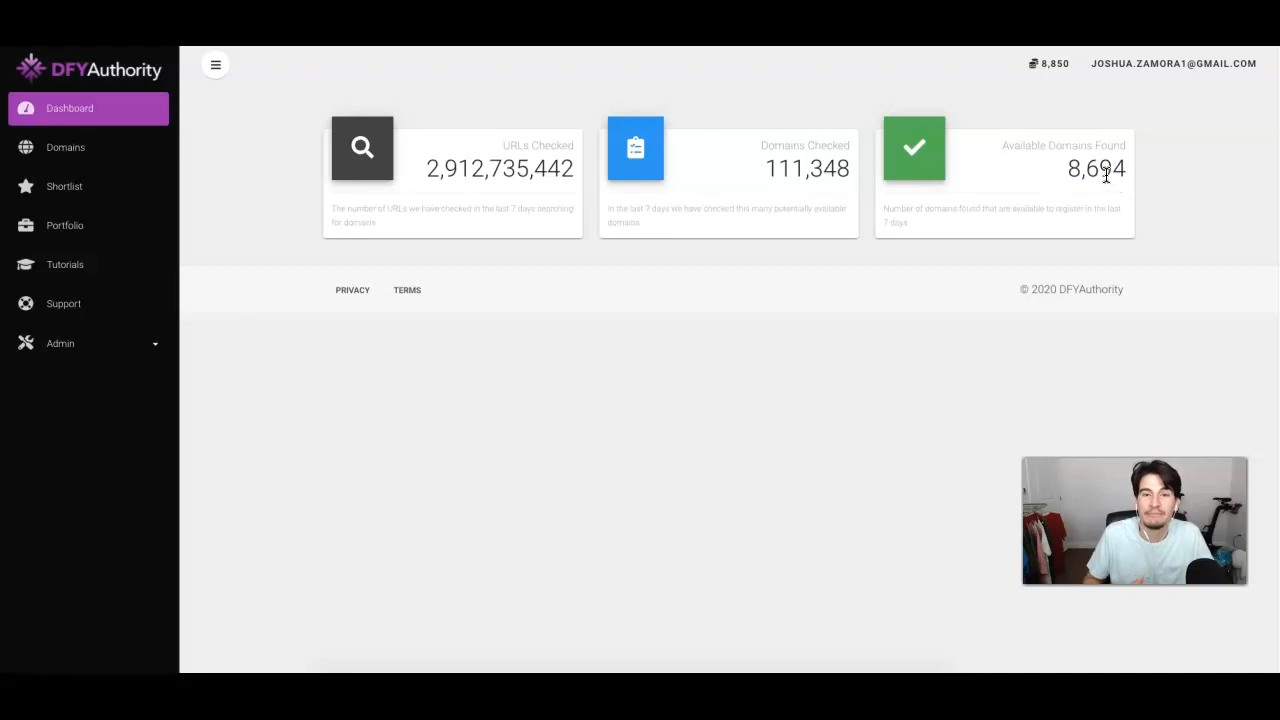 DFYAuthority
8,850
JOSHUA.ZAMORA1@GMAIL.COM
Dashboard
Domains
Shortlist
Portfolio
Tutorials
Support
Admin
URLs Checked
2,912,735,442
The number of URLs we have checked in the last 7 days searching
for domains
Domains Checked
111,348
In the last 7 days we have checked this many potentially available
domains
Available Domains Found
8,694
Number of domains found that are available to register in the last
7 days
PRIVACY
TERMS
© 2020 DFYAuthority